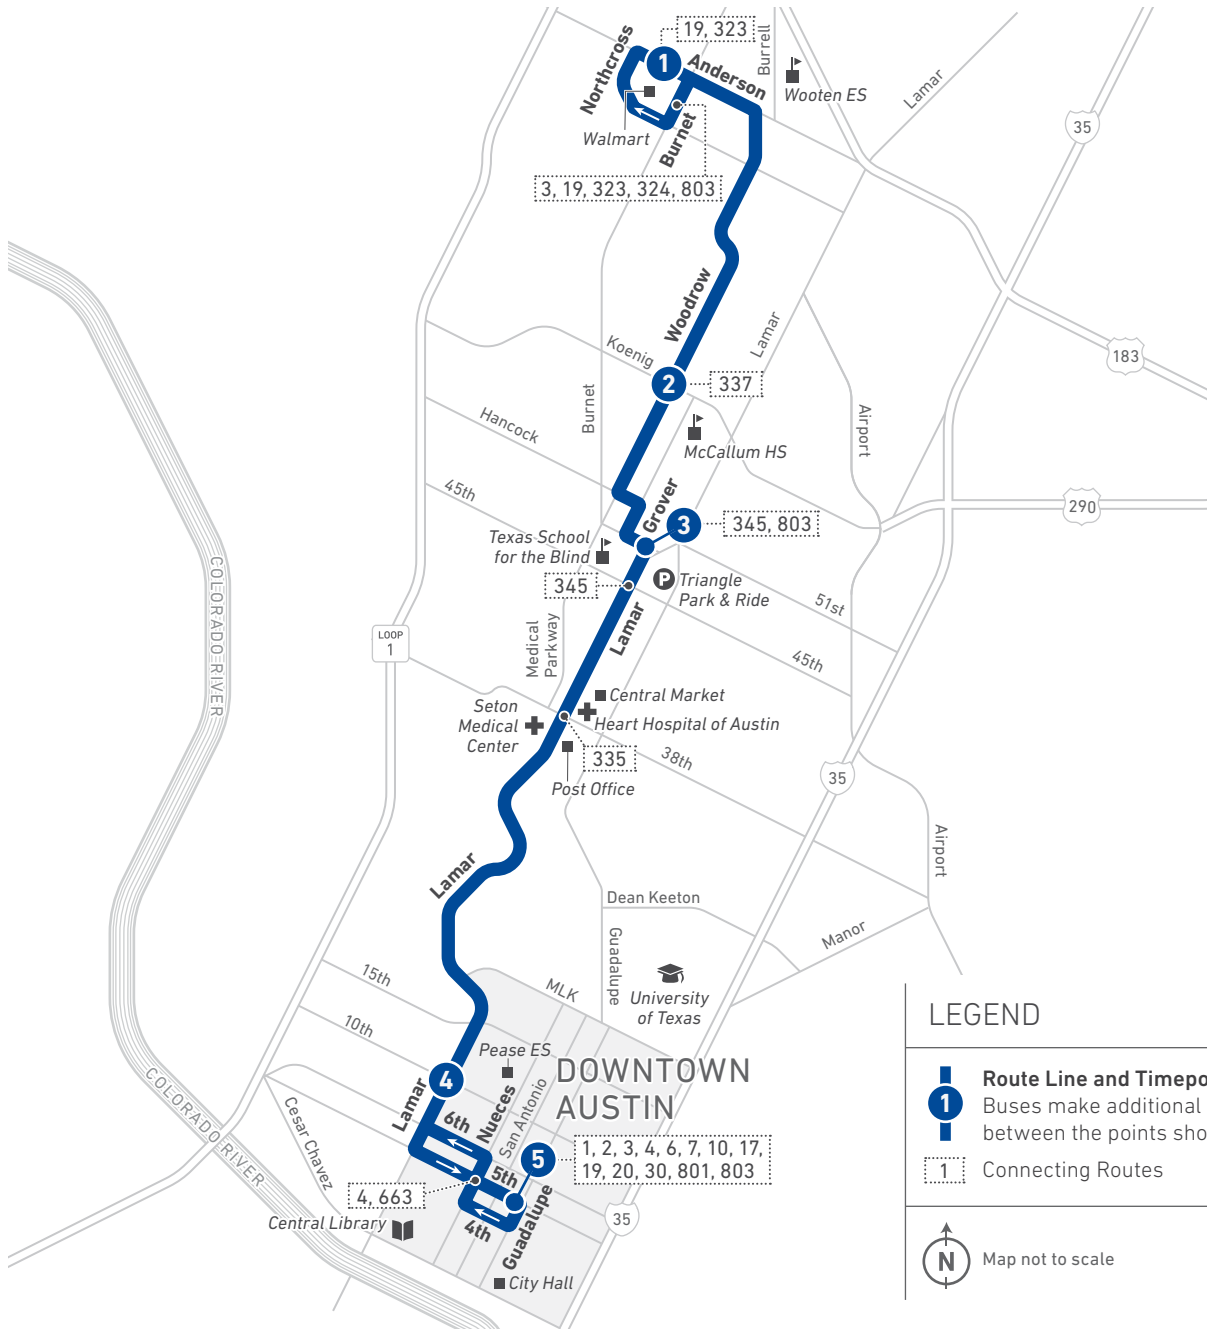 19, 323
1
Northcross
Anderson
Burrell
Wooten ES
Lamar
35
Walmart
Burnet
3, 19, 323, 324, 803
Woodrow
Lamar
Koenig
183
2
337
Burnet
Hancock
Airport
McCallum HS
45th
Grover
3
345, 803
290
Texas School
for the Blind
345
P
Triangle
Park & Ride
51st
COLORADO RIVER
LOOP
1
Medical
Parkway
Lamar
45th
Central Market
Seton
Medical
Center
Heart Hospital of Austin
335
38th
35
Post Office
Lamar
Airport
Dean Keeton
Guadalupe
Manor
15th
MLK
University
of Texas
10th
Pease ES
DOWNTOWN
AUSTIN
4
COLORADO RIVER
Cesar Chavez
Lamar
6th
Nueces
San Antonio
5
1, 2, 3, 4, 6, 7, 10, 17,
19, 20, 30, 801, 803
5th
4, 663
Central Library
4th
Guadalupe
35
City Hall
LEGEND
1
Route Line and Timepo
Buses make additional
between the points sho
1
Connecting Routes
N
Map not to scale